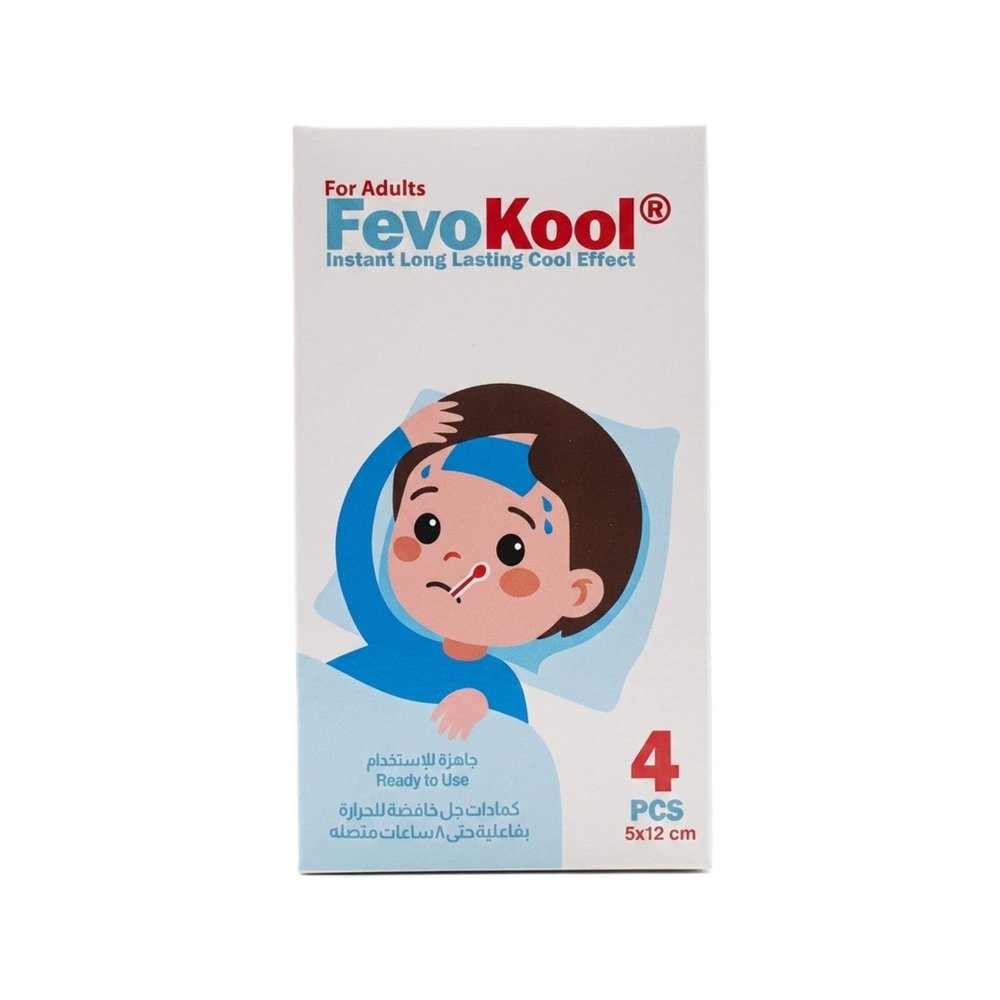 For Adults
FevoKool®
Instant Long Lasting Cool Effect
جاهزة للإستخدام
Ready to Use
كمادات جل خافضة للحرارة
بفاعلية حتى ٨ ساعات متصله
4
PCS
5x12 cm